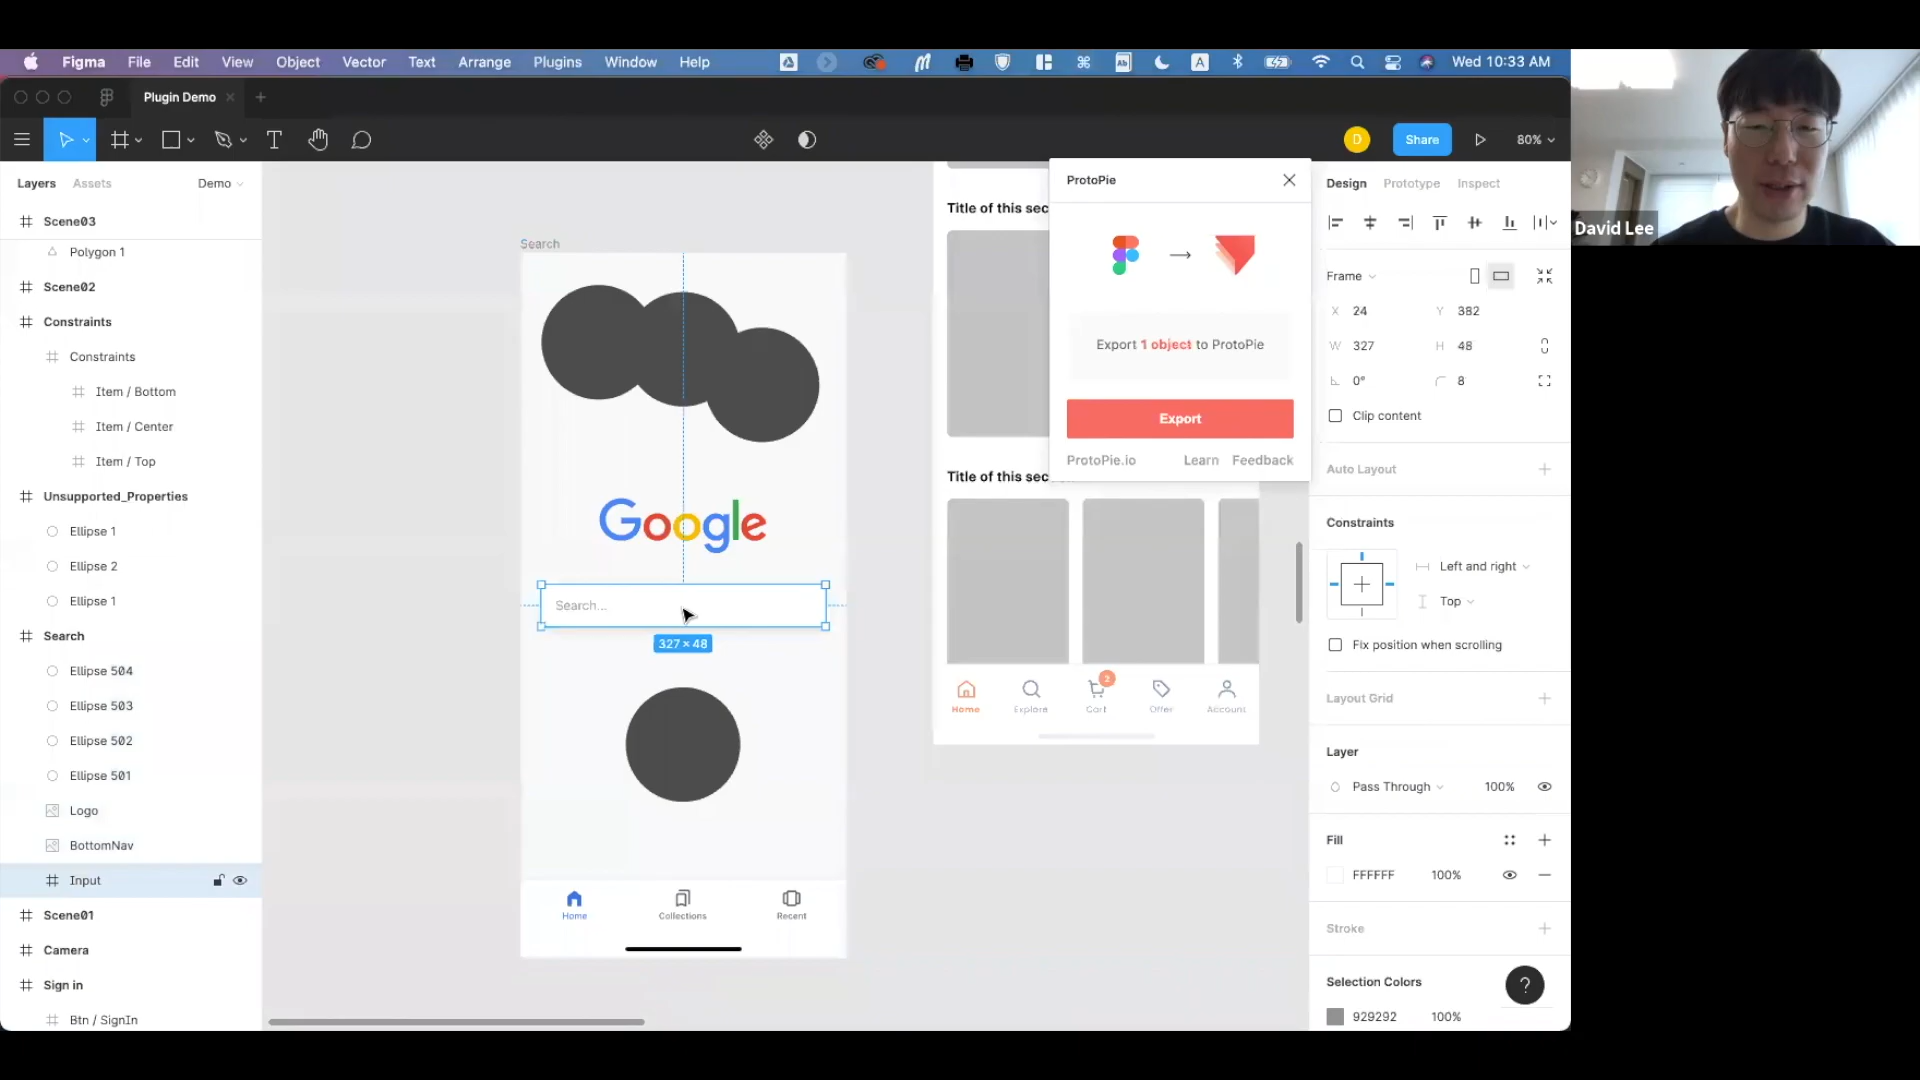 Figma File Edit View Object Vector Text Arrange Plugins Window Help
A
Wed 10:33 AM
Plugin Demo
D
Share
80%
Layers Assets
Demo
Scene03
Polygon 1
Scene02
Constraints
Constraints
Item / Bottom
Item / Center
Item / Top
Unsupported_Properties
Ellipse 1
Ellipse 2
Ellipse 1
Search
Ellipse 504
Ellipse 503
Ellipse 502
Ellipse 501
Logo
BottomNav
Input
Scene01
Camera
Sign in
Btn / SignIn
Search
Google
Search...
327 × 48
Home
Collections
Recent
Title of this sec
Title of this sec
Home
Explore
Cart
2
Offer
Account
ProtoPie
Export 1 object to ProtoPie
Export
ProtoPie.io
Learn
Feedback
Design Prototype Inspect
Frame
X 24
Y 382
W 327
H 48
0°
8
Clip content
Auto Layout
Constraints
Left and right
Top
Fix position when scrolling
Layout Grid
Layer
Pass Through
100%
Fill
FFFFFF
100%
Stroke
Selection Colors
?
929292
100%
David Lee